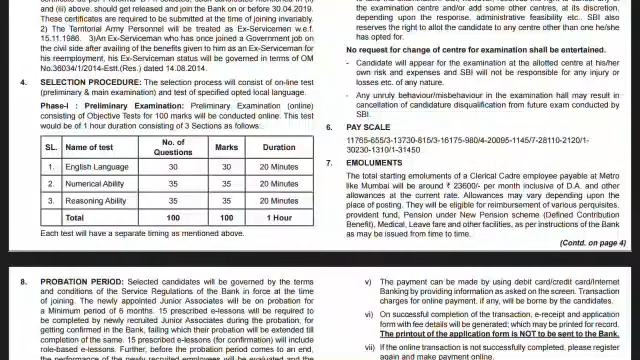 and (iii) above, should get released and join the Bank on or before 30.04.2019.
These certificates are required to be submitted at the time of joining invariably.
2) The Territorial Army Personnel will be treated as Ex-Serviceman w.e.f.
15.11.1986. 3)An Ex-Serviceman who has once joined a Government job on
the civil side after availing of the benefits given to him as an Ex-Serviceman for
his reemployment, his Ex-Serviceman status will be governed in terms of OM
No.36034/1/2014-Estt.(Res.) dated 14.08.2014.
4. SELECTION PROCEDURE: The selection process will consist of on-line test
(preliminary & main examination) and test of specified opted local language.
Phase-I : Preliminary Examination: Preliminary Examination (online)
consisting of Objective Tests for 100 marks will be conducted online. This test
would be of 1 hour duration consisting of 3 Sections as follows:
SL. Name of test No. of Questions Marks Duration
1. English Language 30 30 20 Minutes
2. Numerical Ability 35 35 20 Minutes
3. Reasoning Ability 35 35 20 Minutes
Total 100 100 1 Hour
Each test will have a separate timing as mentioned above.
the examination centre and/or add some other centres, at its discretion,
depending upon the response, administrative feasibility etc.. SBI also
reserves the right to allot the candidate to any centre other than one he/she
has opted for.
No request for change of centre for examination shall be entertained.
- Candidate will appear for the examination at the allotted centre at his/her
own risk and expenses and SBI will not be responsible for any injury or
losses etc. of any nature.
- Any unruly behaviour/misbehaviour in the examination hall may result in
cancellation of candidature disqualification from future exam conducted by
SBI.
6. PAY SCALE
11765-655/3-13730-815/3-16175-980/4-20095-1145/7-28110-2120/1-
30230-1310/1-31450
7. EMOLUMENTS
The total starting emoluments of a Clerical Cadre employee payable at Metro
like Mumbai will be around ₹ 23600/- per month inclusive of D.A. and other
allowances at the current rate. Allowances may vary depending upon the
place of posting. They will be eligible for reimbursement of various perquisites,
provident fund, Pension under New Pension scheme (Defined Contribution
Benefit), Medical, Leave fare and other facilities, as per instructions of the Bank
as may be issued from time to time.
(Contd. on page 4)
8. PROBATION PERIOD: Selected candidates will be governed by the terms
and conditions of the Service Regulations of the Bank in force at the time
of joining. The newly appointed Junior Associates will be on probation for
a Minimum period of 6 months. 15 prescribed e-lessons will be required to
be completed by newly recruited Junior Associates during the probation, for
getting confirmed in the Bank, failing which their probation will be extended till
completion of the same. 15 prescribed e-lessons (for confirmation) will include
role-based e-lessons. Further, before the probation period comes to an end,
the performance of the newly recruited employees will be evaluated and the
v) The payment can be made by using debit card/credit card/Internet
Banking by providing information as asked on the screen. Transaction
charges for online payment, if any, will be borne by the candidates.
vi) On successful completion of the transaction, e-receipt and application
form with fee details will be generated; which may be printed for record.
The printout of the application form is NOT to be sent to the Bank.
vii) If the online transaction is not successfully completed, please register
again and make payment online.